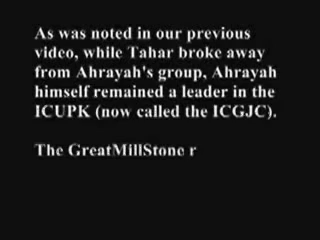 As was noted in our previous
video, while Tahar broke away
from Ahrayah's group, Ahrayah
himself remained a leader in the
ICUPK (now called the ICGJC).
The GreatMillStone r